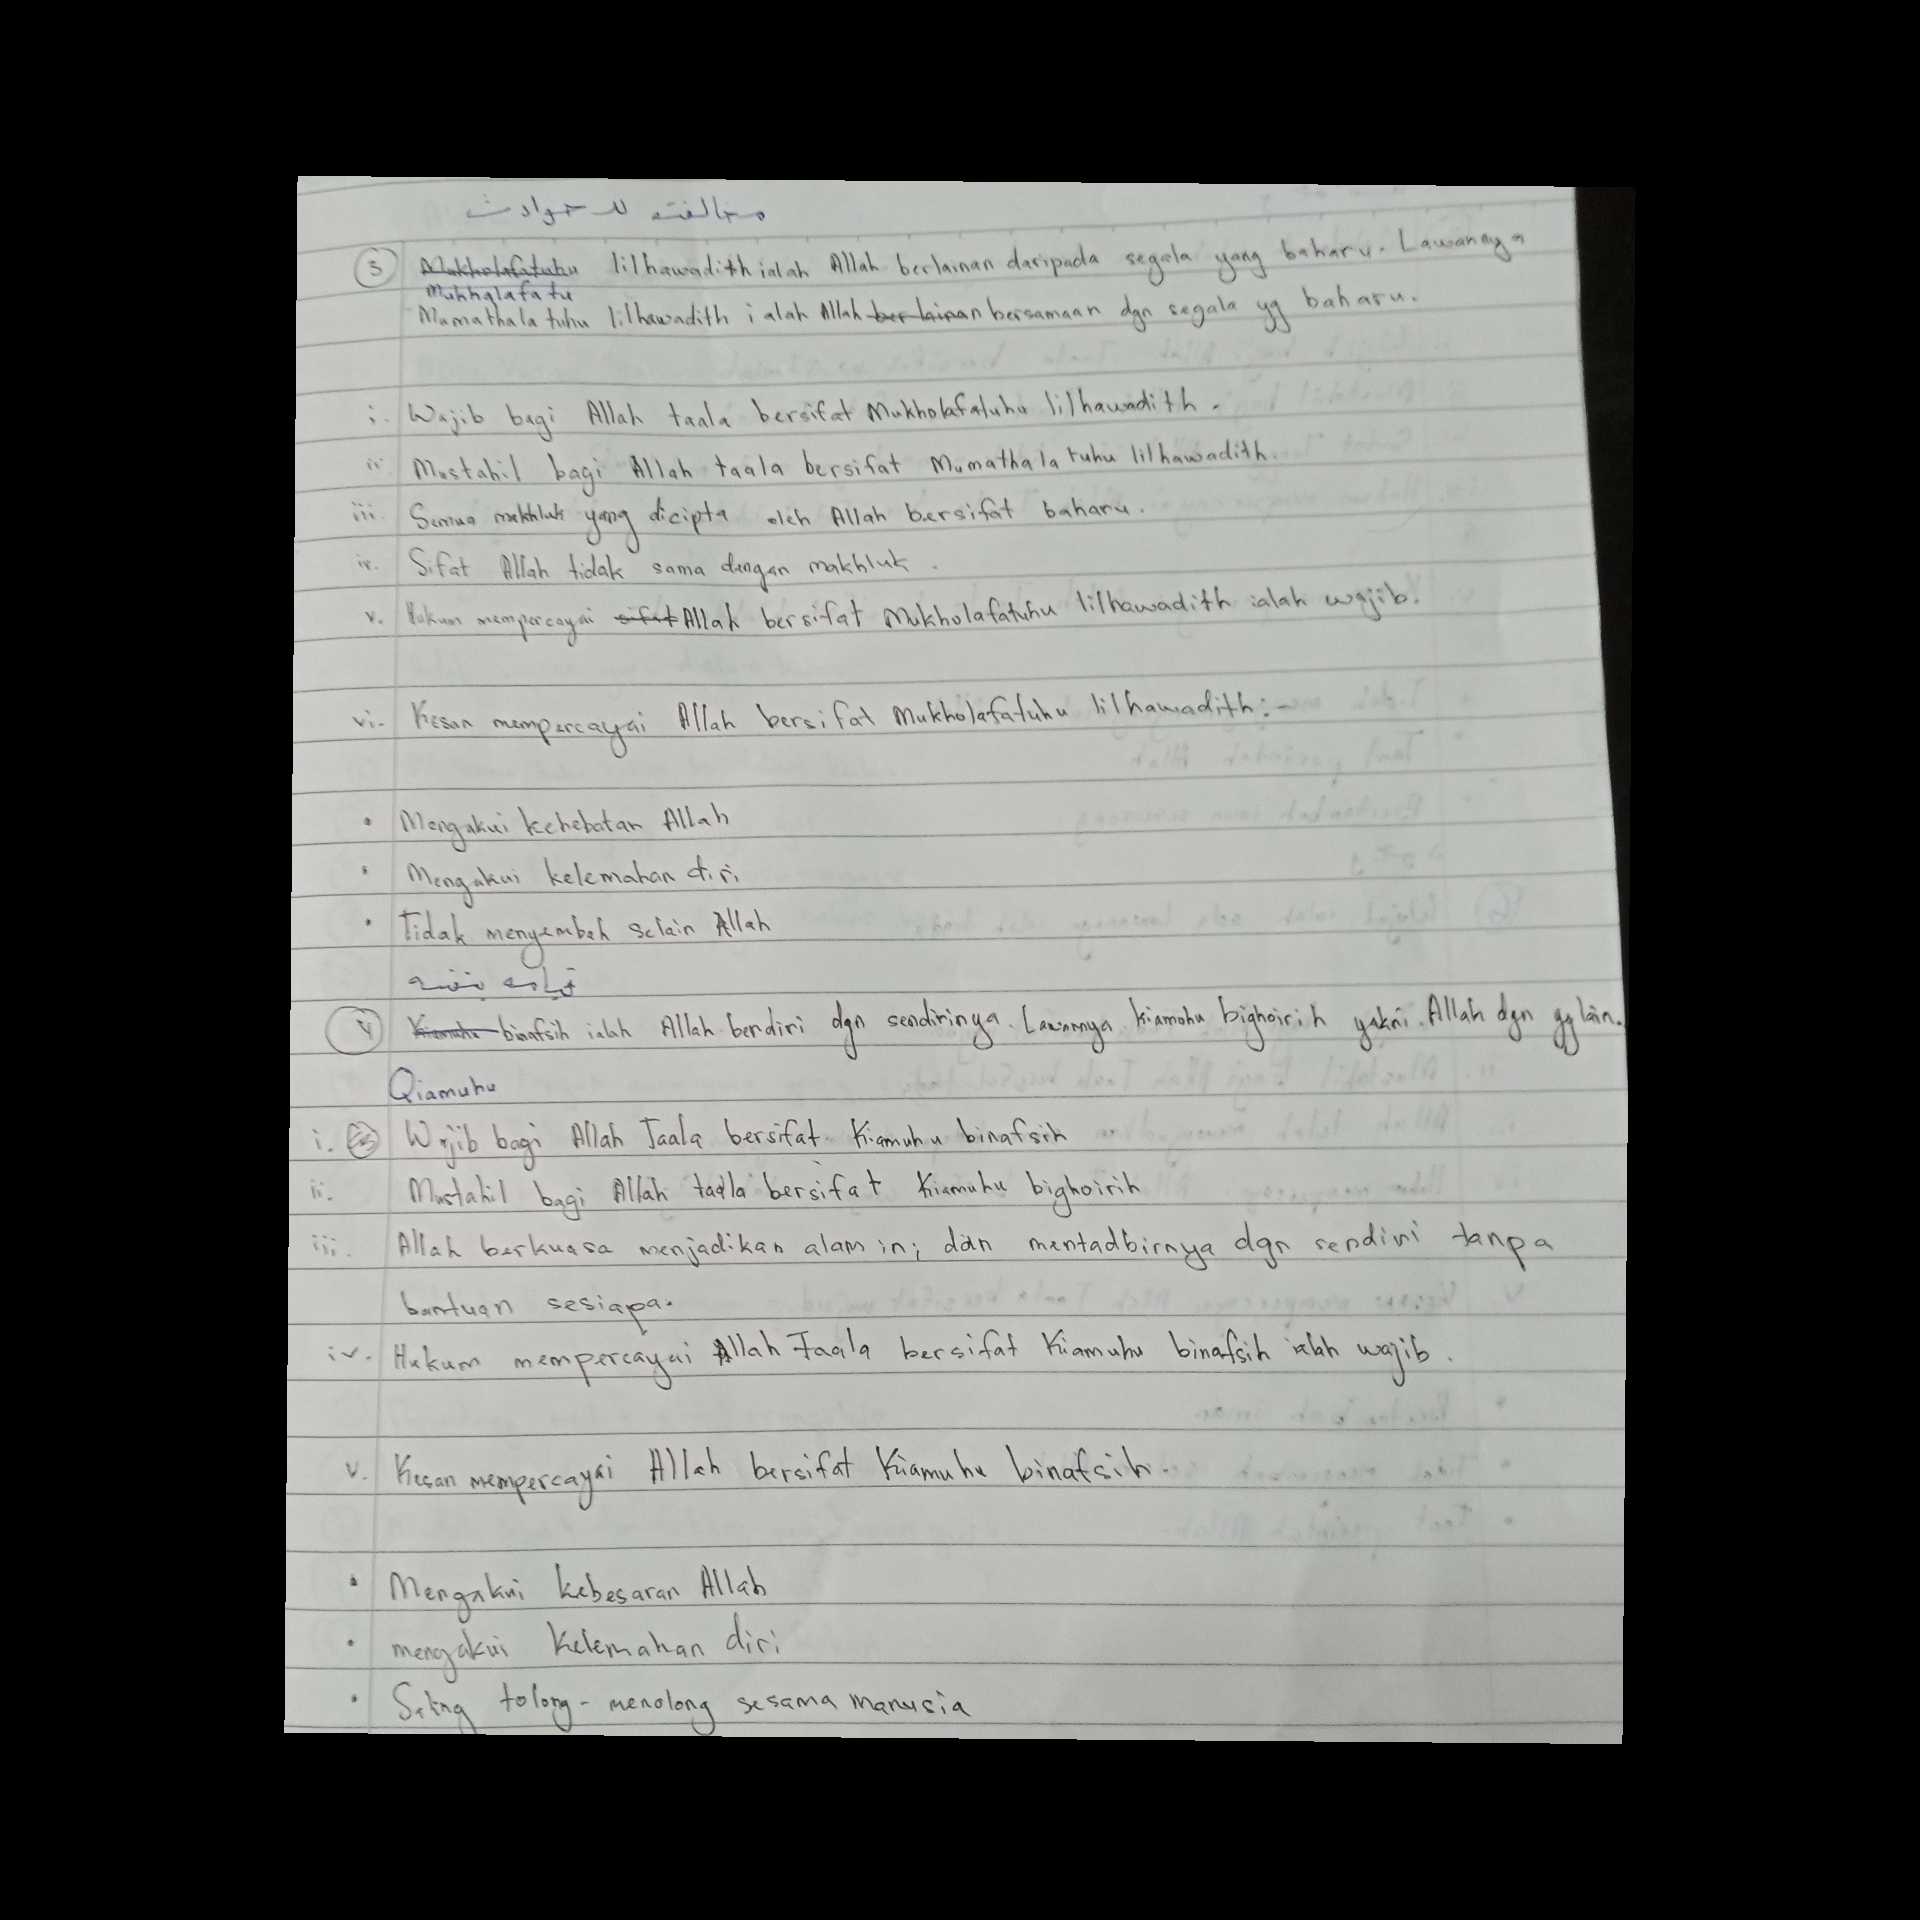 مخالفته للحوادث
3 Mukholafatuhu lilhawadith ialah Allah berlainan daripada segala yang baharu. Lawannya
Mukhalafatu
Mumathalatuhu lilhawadith ialah Allah berlainan bersamaan dgn segala yg baharu.
i. Wajib bagi Allah taala bersifat Mukholafatuhu lilhawadith.
ii. Mustahil bagi Allah taala bersifat Mumathalatuhu lilhawadith.
iii. Semua makhluk yang dicipta oleh Allah bersifat baharu.
iv. Sifat Allah tidak sama dengan makhluk.
v. Hukum mempercayai sifat Allah bersifat Mukholafatuhu lilhawadith ialah wajib.
vi. Kesan mempercayai Allah bersifat Mukholafatuhu lilhawadith:-
• Mengakui kehebatan Allah
• Mengakui kelemahan diri
• Tidak menyembah selain Allah
قيامه بنفسه
4 Kiamuhu binafsih ialah Allah berdiri dgn sendirinya. Lawannya kiamohu bighoirih yakni Allah dgn yg lain.
Qiamuhu
i. Wajib bagi Allah Taala bersifat Kiamuhu binafsih
ii. Mustahil bagi Allah taala bersifat Kiamuhu bighoirih
iii. Allah berkuasa menjadikan alam ini dan mentadbirnya dgn sendiri tanpa
bantuan sesiapa.
iv. Hukum mempercayai Allah Taala bersifat Kiamuhu binafsih ialah wajib.
v. Kesan mempercayai Allah bersifat Kiamuhu binafsih.
• Mengakui kebesaran Allah
• mengakui Kelemahan diri
• Saling tolong-menolong sesama manusia